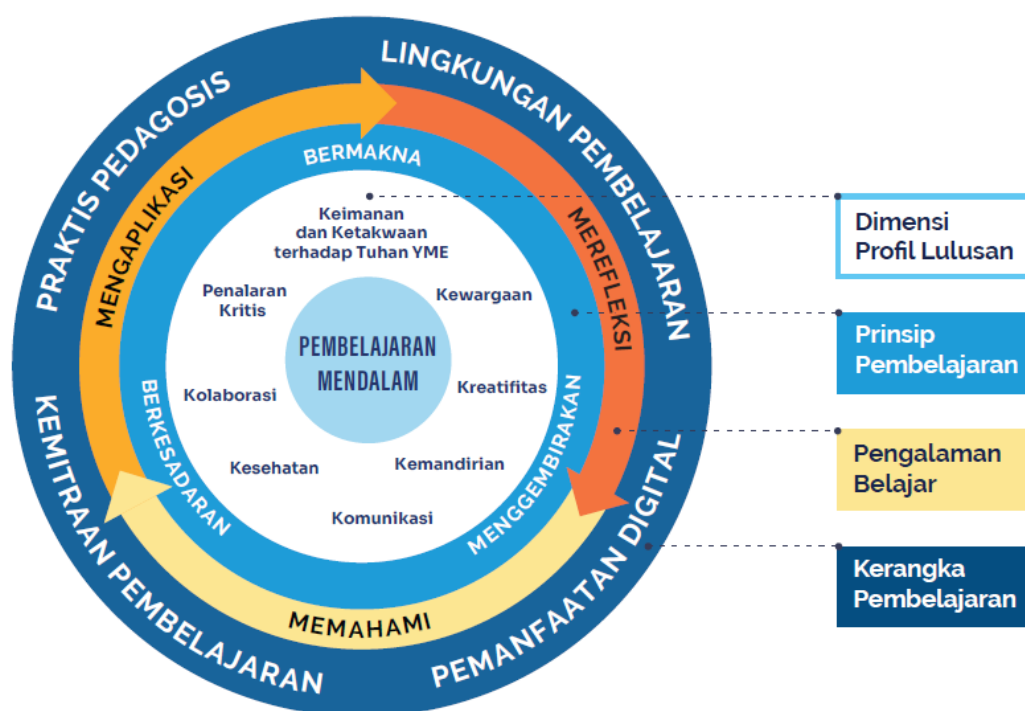 PRAKTIS PEDAGOSIS
LINGKUNGAN PEMBELAJARAN
KEMITRAAN PEMBELAJARAN
PEMANFAATAN DIGITAL
MENGAPLIKASI
MEREFLEKSI
MEMAHAMI
BERMAKNA
BERKESADARAN
MENGGEMBIRAKAN
Keimanan
dan Ketakwaan
terhadap Tuhan YME
Penalaran
Kritis
Kewargaan
Kolaborasi
Kreatifitas
Kesehatan
Kemandirian
Komunikasi
PEMBELAJARAN
MENDALAM
Dimensi
Profil Lulusan
Prinsip
Pembelajaran
Pengalaman
Belajar
Kerangka
Pembelajaran